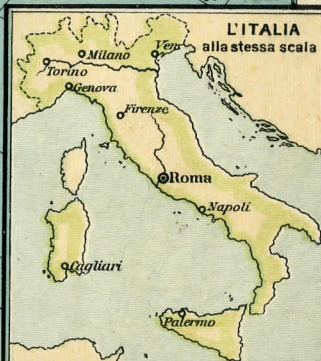 L'ITALIA
alla stessa scala
Milano
Ven.
Torino
Genova
Firenze
Roma
Napoli
Cagliari
Palermo